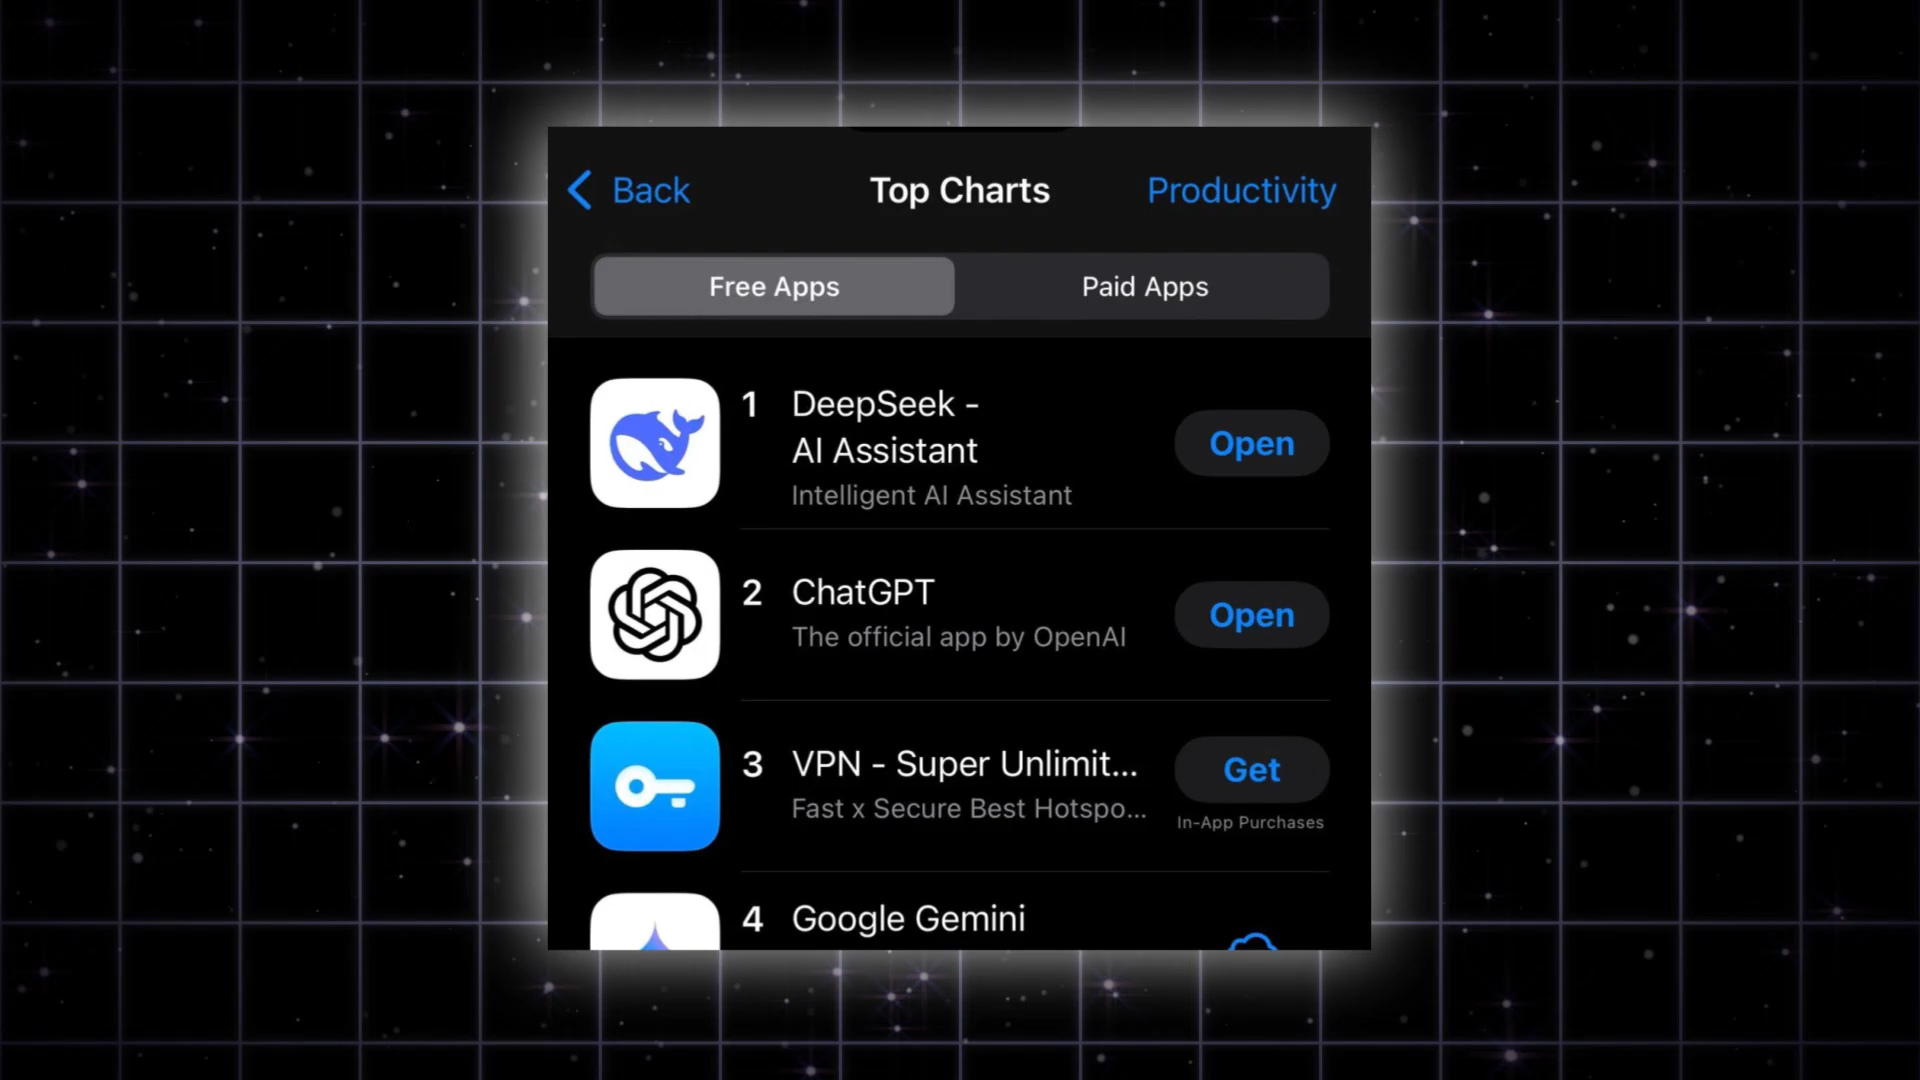 Back
Top Charts
Productivity
Free Apps
Paid Apps
1
DeepSeek -
AI Assistant
Intelligent AI Assistant
Open
2
ChatGPT
The official app by OpenAI
Open
3
VPN - Super Unlimit...
Fast x Secure Best Hotspo...
Get
In-App Purchases
4
Google Gemini